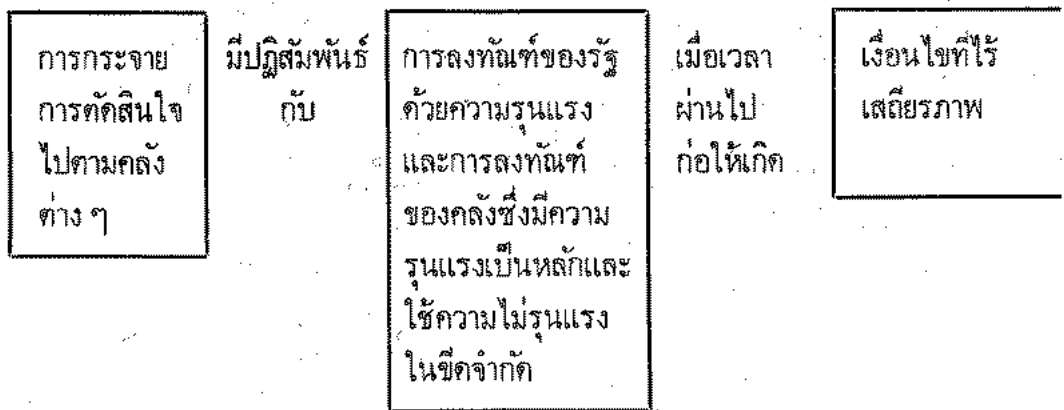 การกระจาย
การตัดสินใจ
ไปตามคลัง
ต่าง ๆ
มีปฏิสัมพันธ์
กับ
การลงทัณฑ์ของรัฐ
ด้วยความรุนแรง
และการลงทัณฑ์
ของคลังซึ่งมีความ
รุนแรงเป็นหลักและ
ใช้ความไม่รุนแรง
ในขีดจำกัด
เมื่อเวลา
ผ่านไป
ก่อให้เกิด
เงื่อนไขที่ไร้
เสถียรภาพ